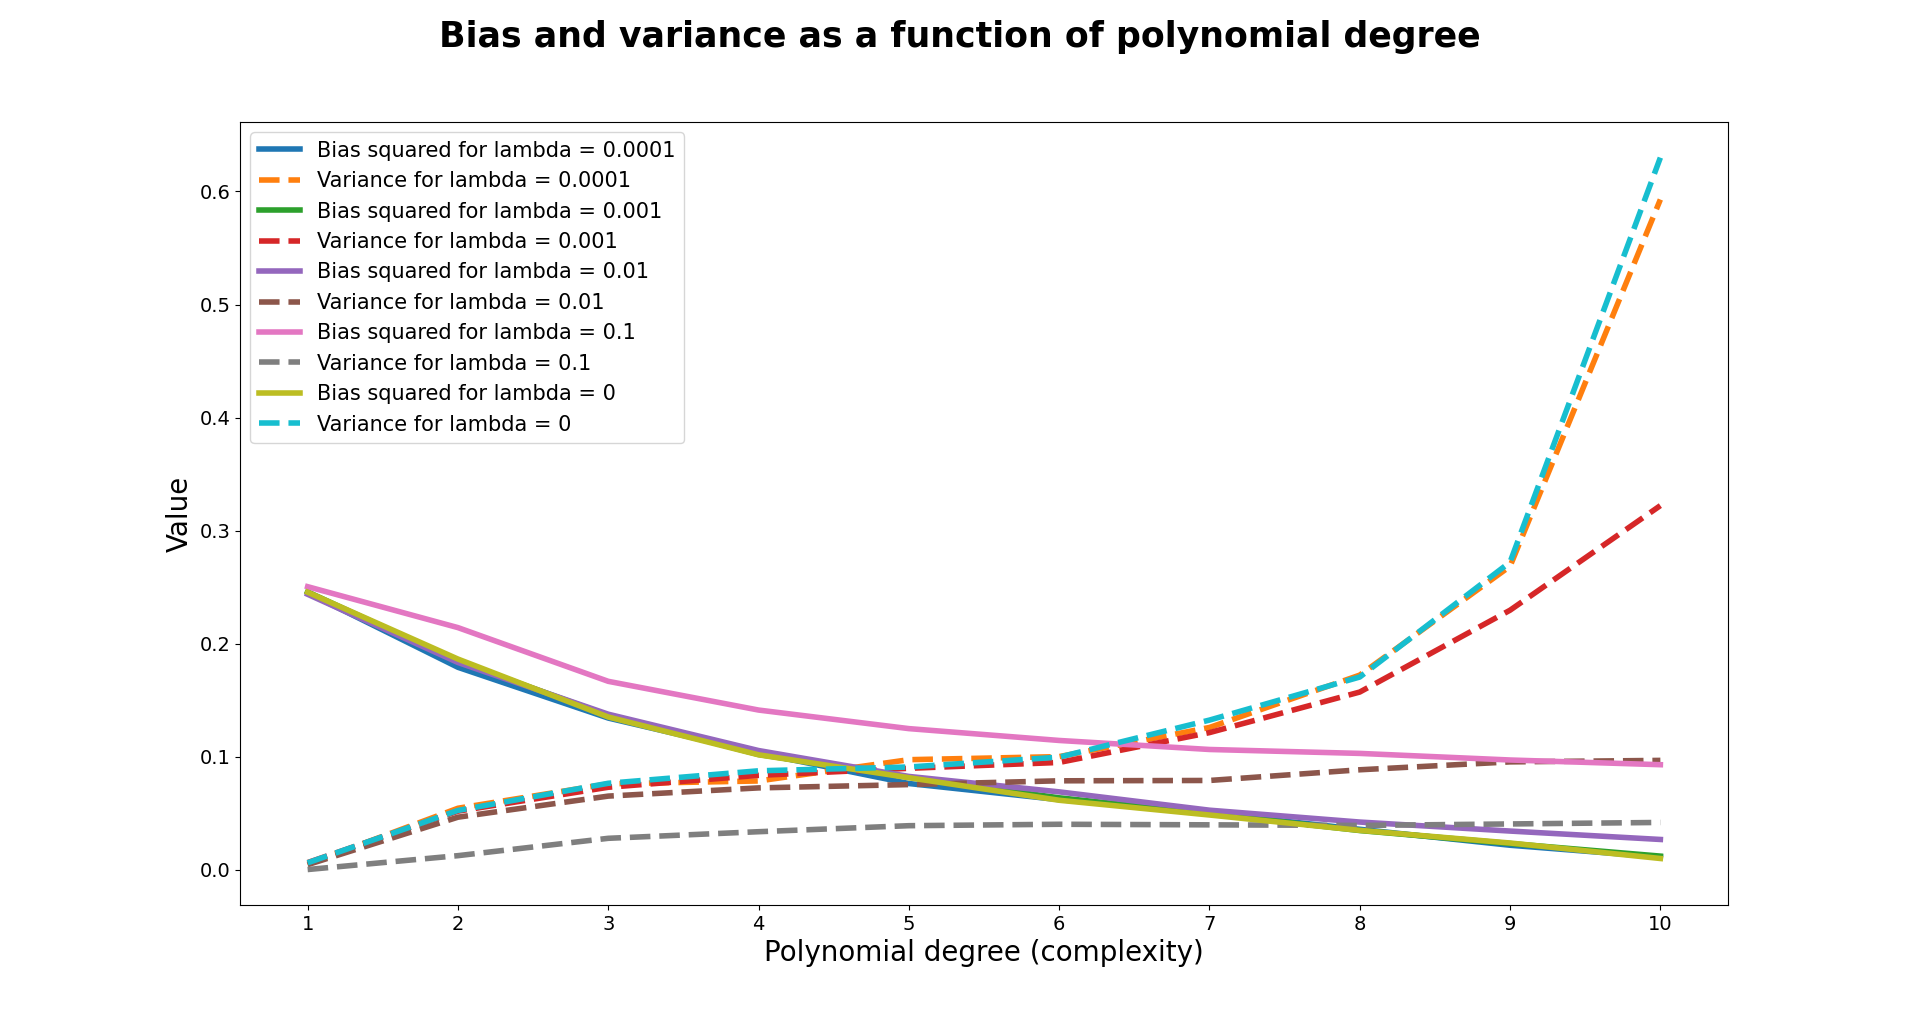 Bias and variance as a function of polynomial degree
Bias squared for lambda = 0.0001
Variance for lambda = 0.0001
Bias squared for lambda = 0.001
Variance for lambda = 0.001
Bias squared for lambda = 0.01
Variance for lambda = 0.01
Bias squared for lambda = 0.1
Variance for lambda = 0.1
Bias squared for lambda = 0
Variance for lambda = 0
Value
0.6
0.5
0.4
0.3
0.2
0.1
0.0
1 2 3 4 5 6 7 8 9 10
Polynomial degree (complexity)